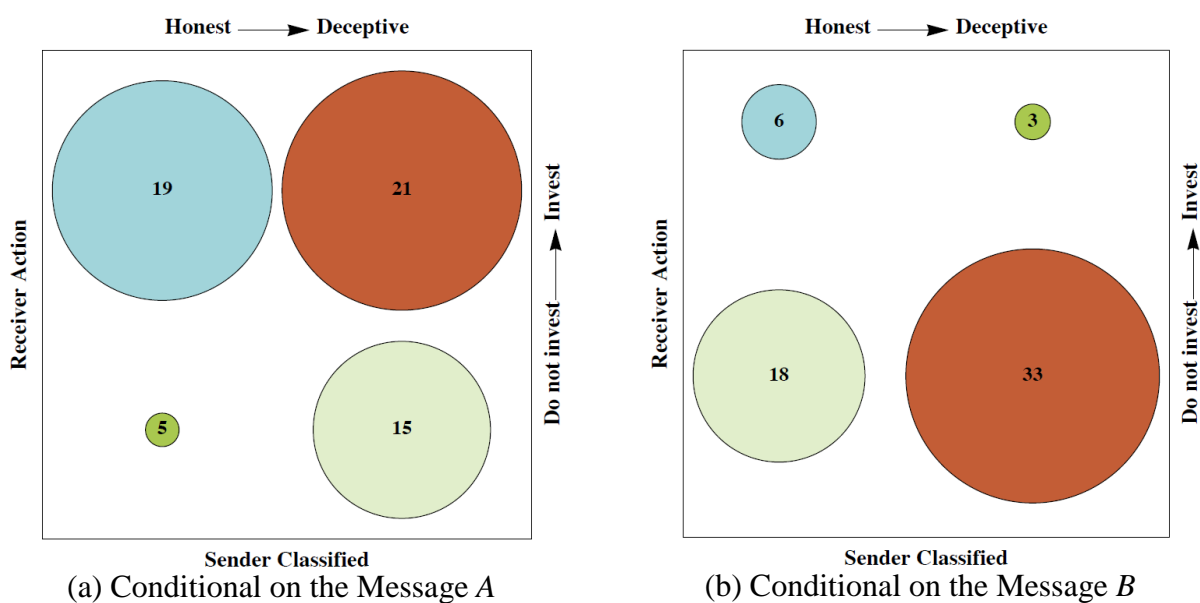 Honest → Deceptive
19
21
5
15
Receiver Action
Do not invest → Invest
Sender Classified
(a) Conditional on the Message A
Honest → Deceptive
6
3
18
33
Receiver Action
Do not invest → Invest
Sender Classified
(b) Conditional on the Message B